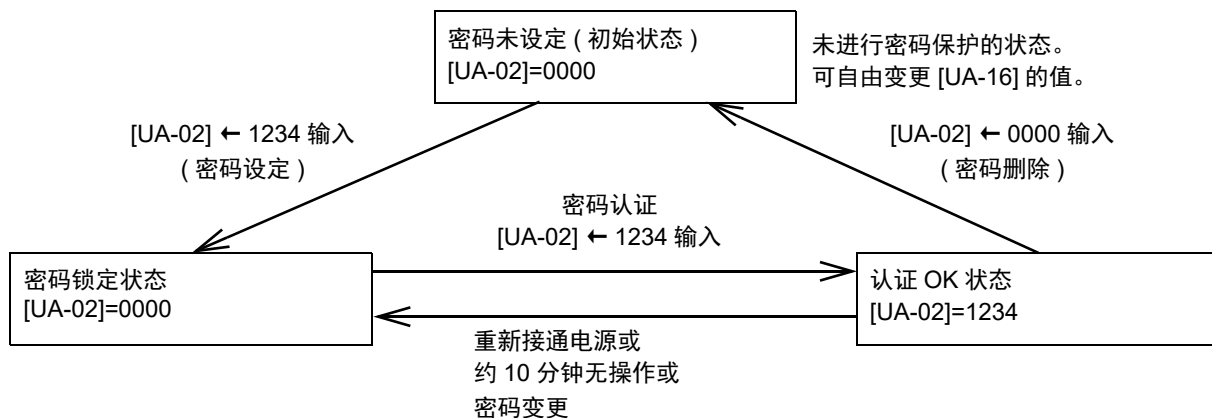 密码未设定 ( 初始状态 )
[UA-02]=0000
未进行密码保护的状态。
可自由变更 [UA-16] 的值。
[UA-02] ← 1234 输入
( 密码设定 )
[UA-02] ← 0000 输入
( 密码删除 )
密码认证
[UA-02] ← 1234 输入
密码锁定状态
[UA-02]=0000
认证 OK 状态
[UA-02]=1234
重新接通电源或
约 10 分钟无操作或
密码变更